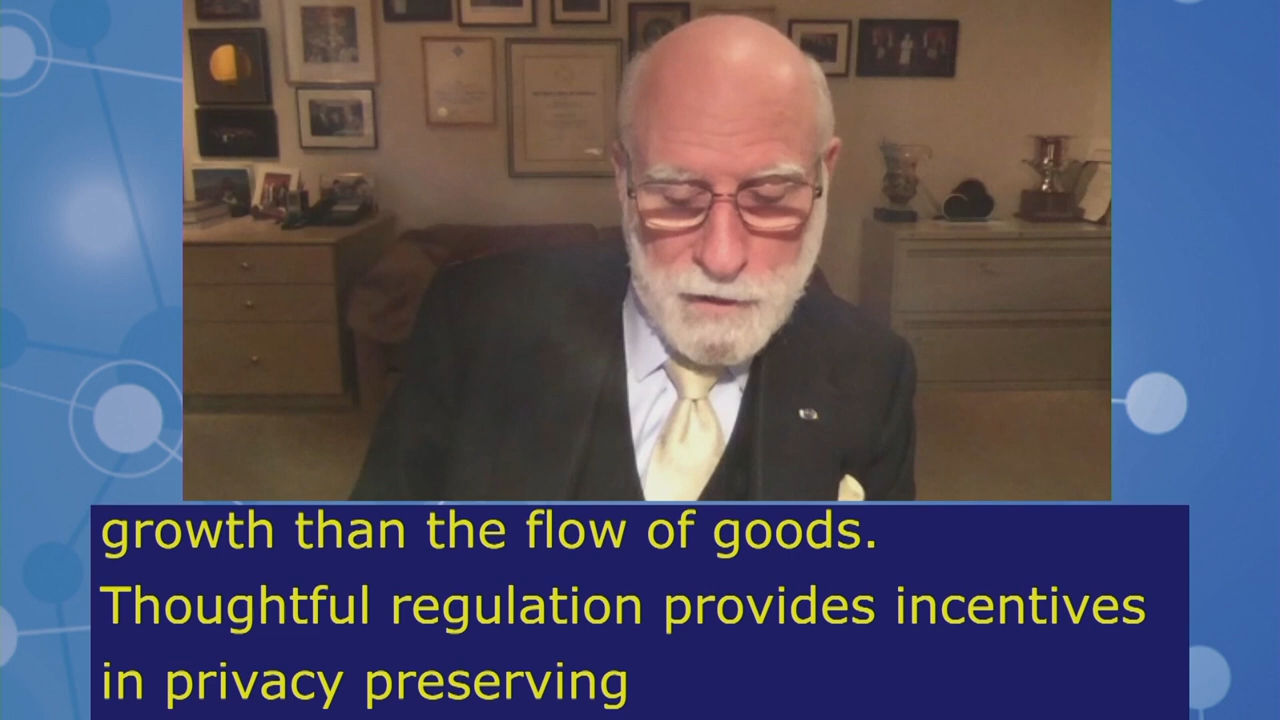 growth than the flow of goods.
Thoughtful regulation provides incentives
in privacy preserving